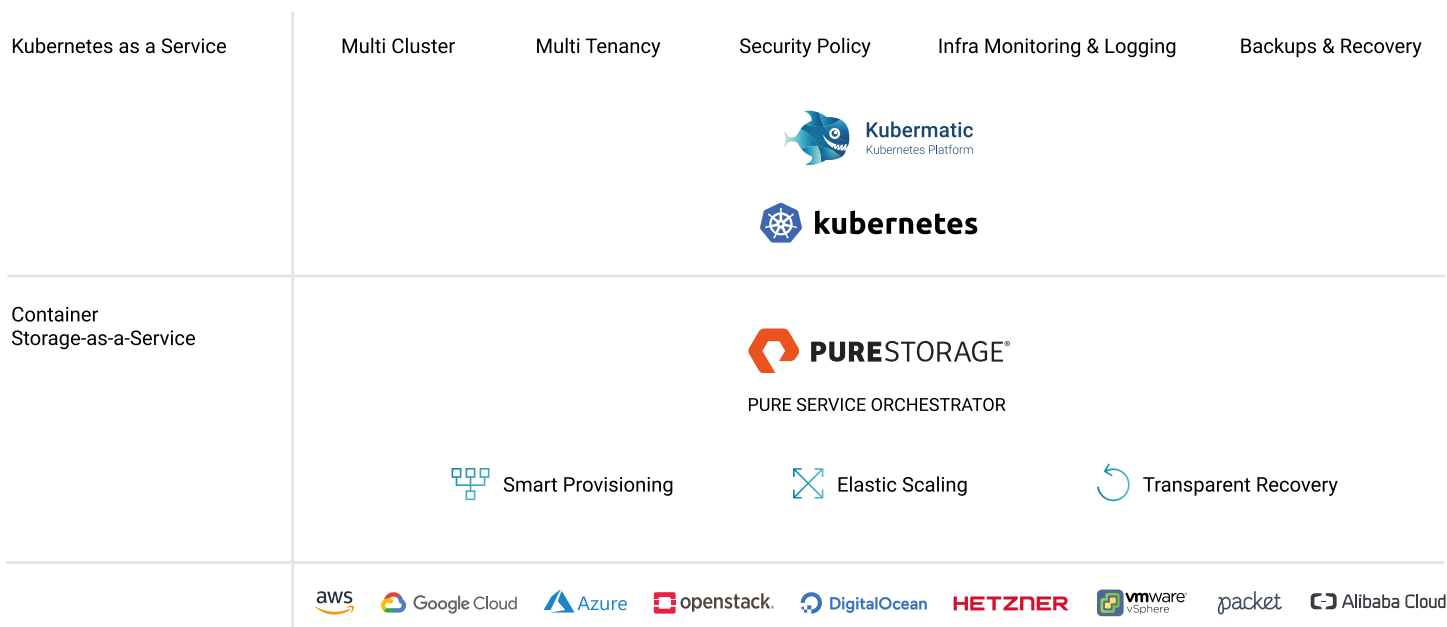 Kubernetes as a Service
Multi Cluster
Multi Tenancy
Security Policy
Infra Monitoring & Logging
Backups & Recovery
Kubermatic
Kubernetes Platform
kubernetes
Container
Storage-as-a-Service
PURESTORAGE®
PURE SERVICE ORCHESTRATOR
Smart Provisioning
Elastic Scaling
Transparent Recovery
aws
Google Cloud
Azure
openstack.
DigitalOcean
HETZNER
vmware®
vSphere
packet
Alibaba Cloud